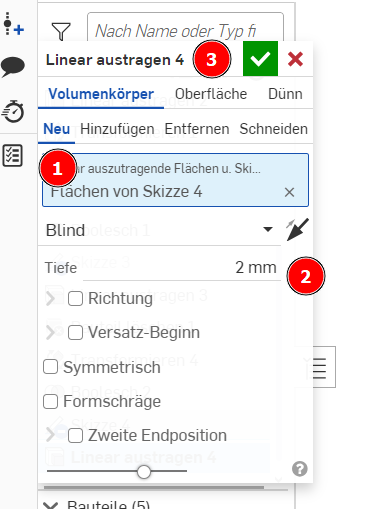 Nach Name oder Typ fi
Linear austragen 4
3
Volumenkörper Oberfläche Dünn
Neu Hinzufügen Entfernen Schneiden
1
ar auszutragende Flächen u. Ski...
Flächen von Skizze 4
Blind
Tiefe 2 mm
2
Richtung
Versatz-Beginn
Symmetrisch
Formschräge
Zweite Endposition
Linear austragen 4
Bauteile (5)